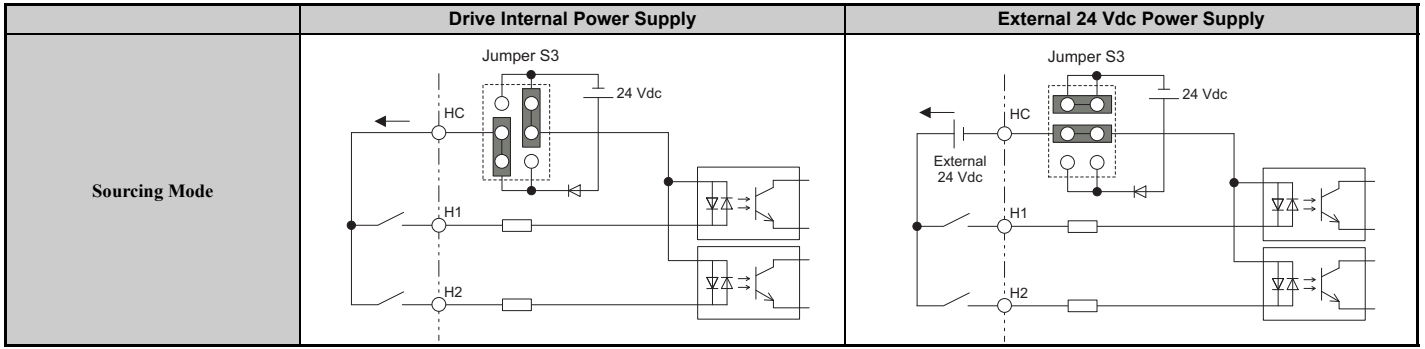 Drive Internal Power Supply
External 24 Vdc Power Supply
Sourcing Mode
Jumper S3
24 Vdc
HC
H1
H2
Jumper S3
24 Vdc
HC
External
24 Vdc
H1
H2